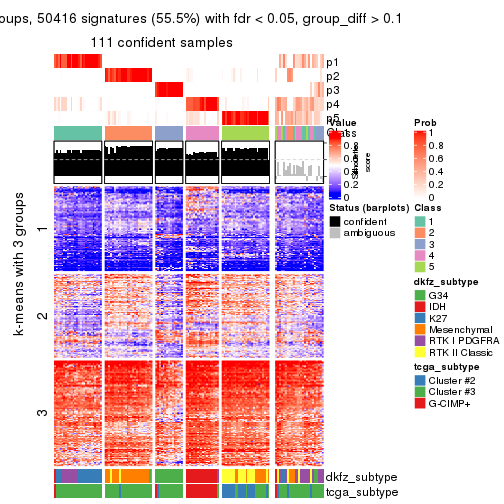 oups, 50416 signatures (55.5%) with fdr < 0.05, group_diff > 0.1
111 confident samples
p1
p2
p3
p4
p5
Class
k-means with 3 groups
1
2
3
dkfz_subtype
tcga_subtype
Value
1
0.8
0.6
0.4
0.2
0
Silhouette
score
Status (barplots)
confident
ambiguous
Prob
1
0.8
0.6
0.4
0.2
0
Class
1
2
3
4
5
dkfz_subtype
G34
IDH
K27
Mesenchymal
RTK I PDGFRA
RTK II Classic
tcga_subtype
Cluster #2
Cluster #3
G-CIMP+